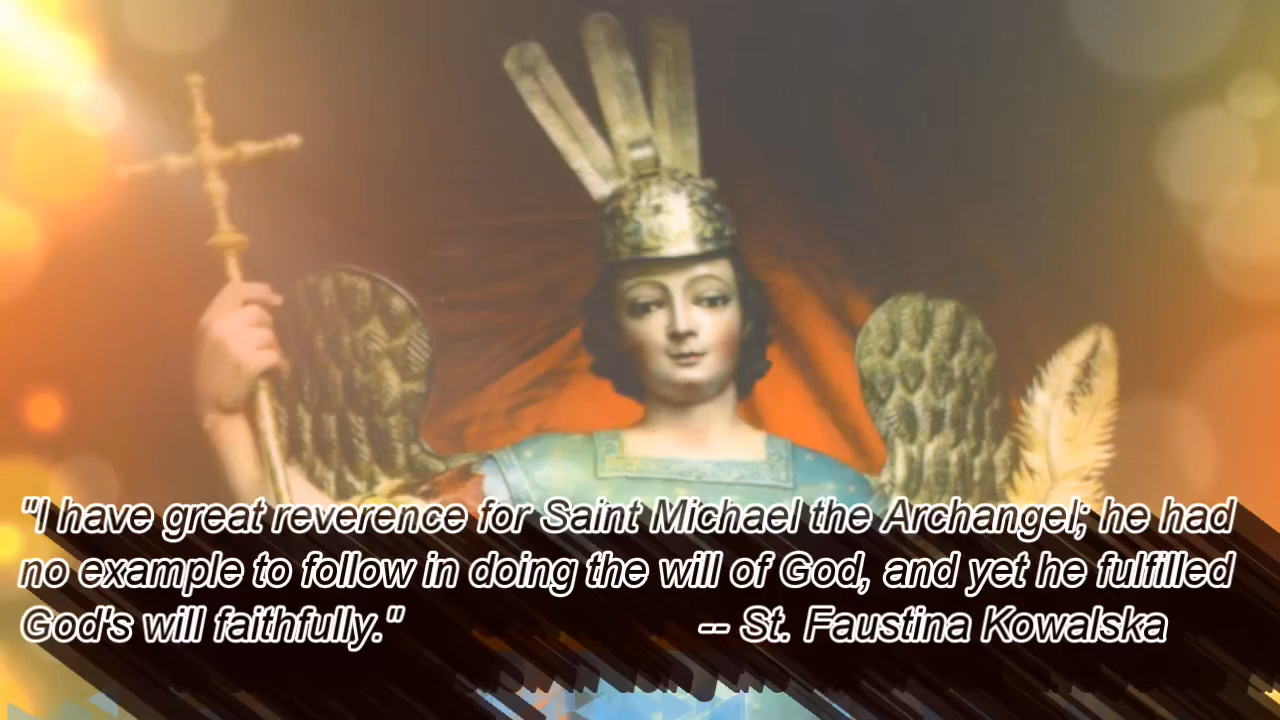 "I have great reverence for Saint Michael the Archangel; he had
no example to follow in doing the will of God, and yet he fulfilled
God's will faithfully." -- St. Faustina Kowalska